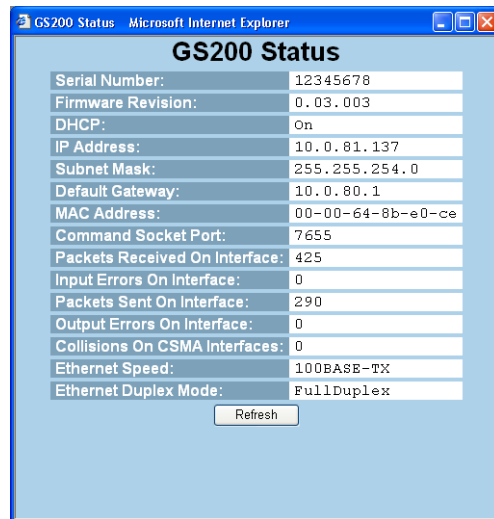 GS200 Status   Microsoft Internet Explorer
GS200 Status
Serial Number: 12345678
Firmware Revision: 0.03.003
DHCP: On
IP Address: 10.0.81.137
Subnet Mask: 255.255.254.0
Default Gateway: 10.0.80.1
MAC Address: 00-00-64-8b-e0-ce
Command Socket Port: 7655
Packets Received On Interface: 425
Input Errors On Interface: 0
Packets Sent On Interface: 290
Output Errors On Interface: 0
Collisions On CSMA Interfaces: 0
Ethernet Speed: 100BASE-TX
Ethernet Duplex Mode: FullDuplex
Refresh